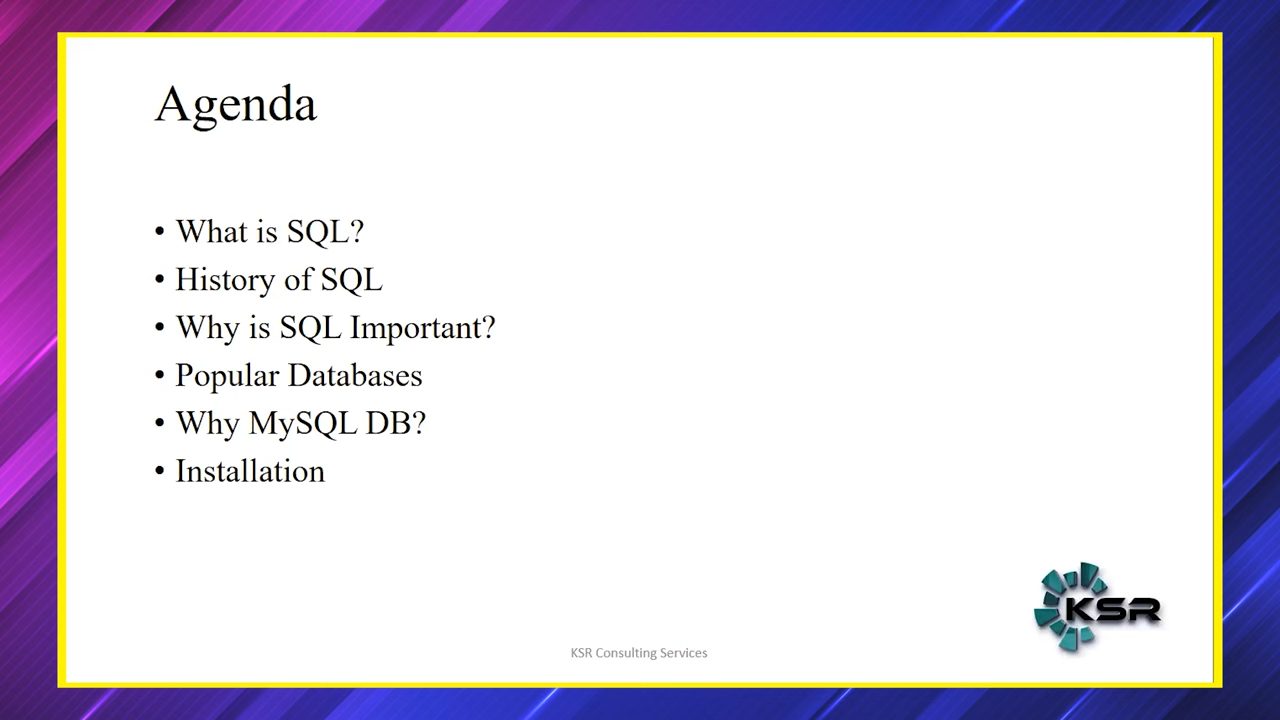 Agenda
• What is SQL?
• History of SQL
• Why is SQL Important?
• Popular Databases
• Why MySQL DB?
• Installation
KSR
KSR Consulting Services